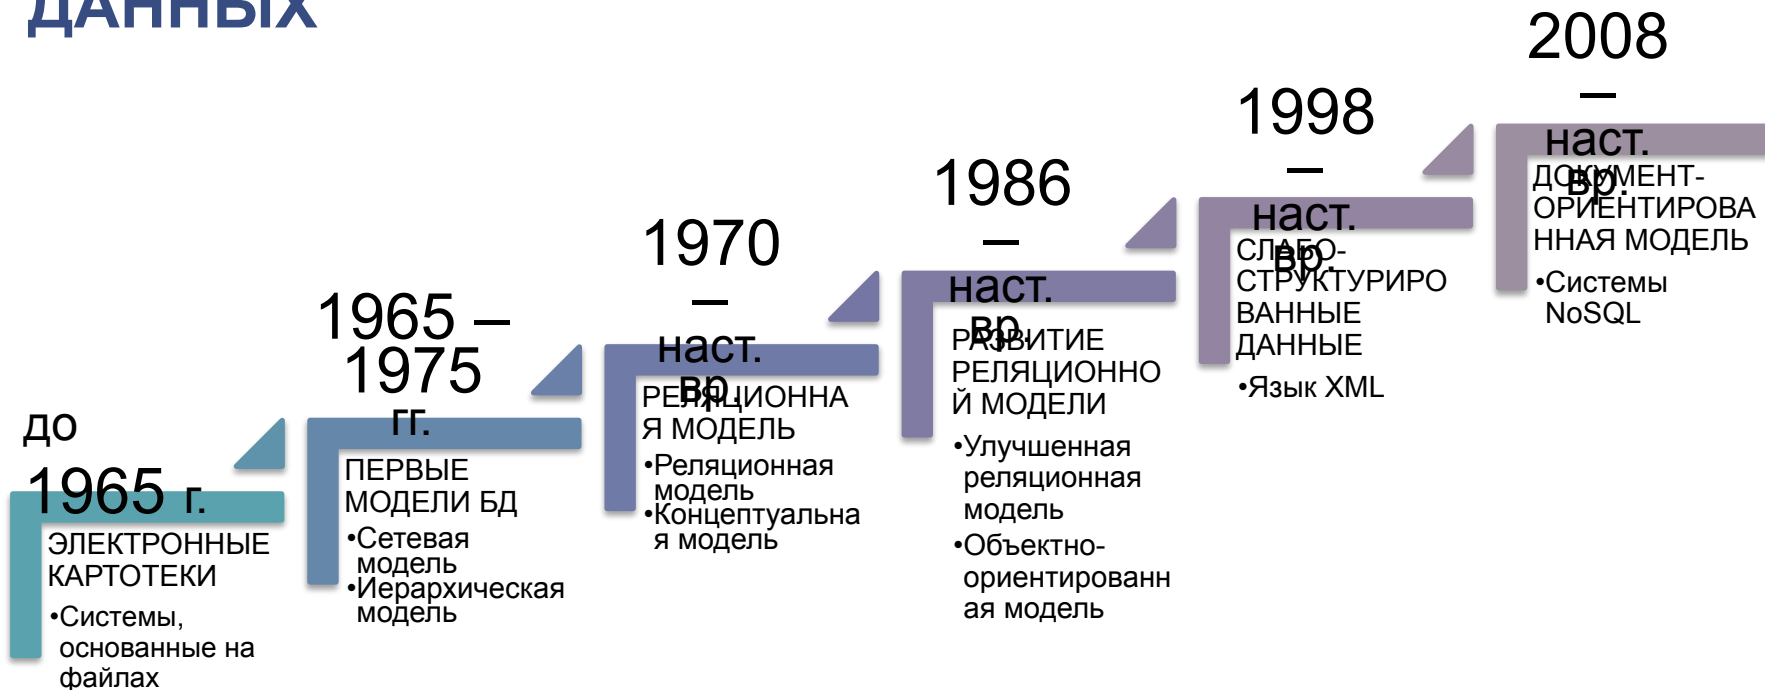 ДАННЫХ
до
1965 г.
ЭЛЕКТРОННЫЕ
КАРТОТЕКИ
•Системы,
основанные на
файлах
1965 –
1975
гг.
ПЕРВЫЕ
МОДЕЛИ БД
•Сетевая
модель
•Иерархическая
модель
1970
–
наст.
вр.
РЕЛЯЦИОННА
Я МОДЕЛЬ
•Реляционная
модель
•Концептуальна
я модель
1986
–
наст.
вр.
РАЗВИТИЕ
РЕЛЯЦИОННО
Й МОДЕЛИ
•Улучшенная
реляционная
модель
•Объектно-
ориентированн
ая модель
1998
–
наст.
вр.
СЛАБО-
СТРУКТУРИРО
ВАННЫЕ
ДАННЫЕ
•Язык XML
2008
–
наст.
вр.
ДОКУМЕНТ-
ОРИЕНТИРОВА
ННАЯ МОДЕЛЬ
•Системы
NoSQL